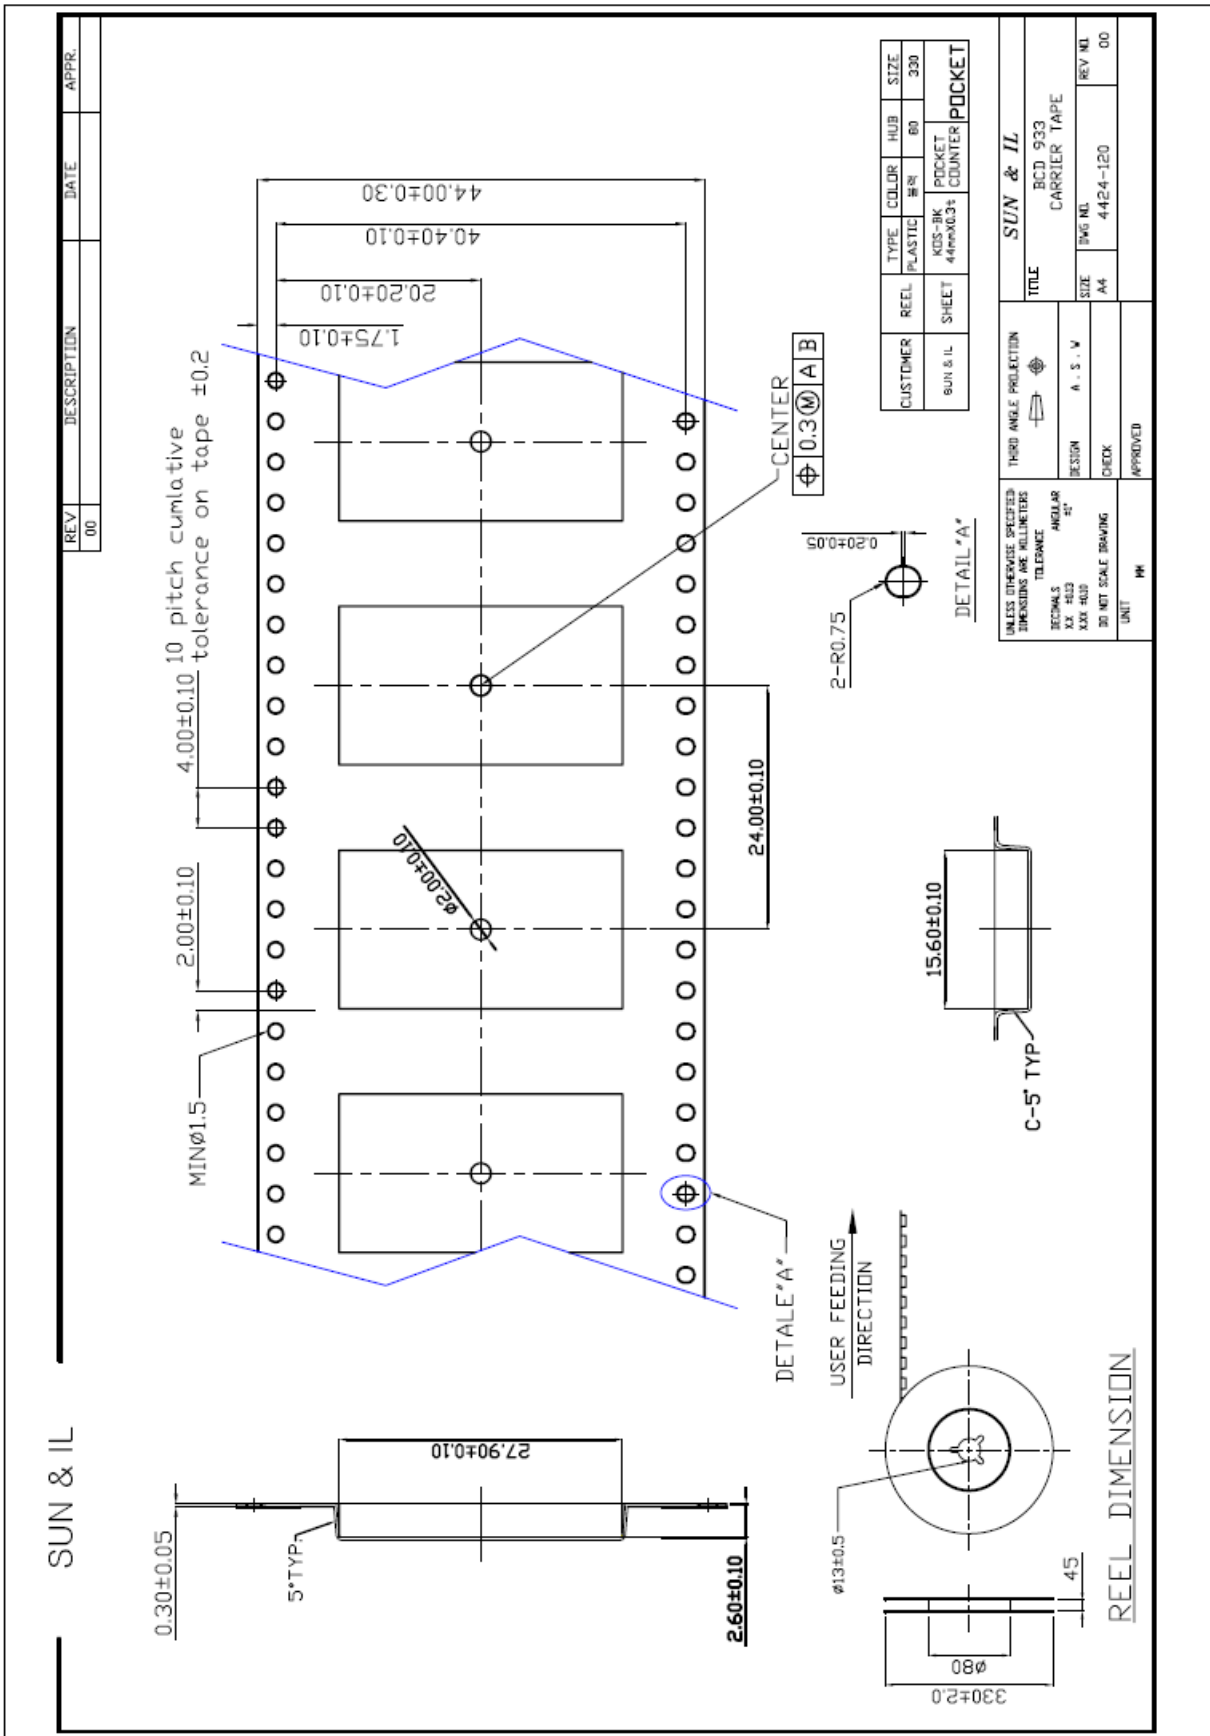 SUN & IL
REV DESCRIPTION DATE APPR.
00
10 pitch cumlative
tolerance on tape ±0.2
0.30±0.05
5°TYP.
27.90±0.10
2.60±0.10
MINØ1.5
2.00±0.10
4.00±0.10
Ø2.00±0.10
1.75±0.10
20.20±0.10
40.40±0.10
44.00±0.30
24.00±0.10
CENTER
0.3 M A B
DETALE"A"
USER FEEDING
DIRECTION
Ø13±0.5
45
Ø80
330±2.0
REEL DIMENSION
15.60±0.10
C-5° TYP
2-R0.75
0.20±0.05
DETAIL"A"
CUSTOMER REEL TYPE COLOR HUB SIZE
PLASTIC 80 330
SUN & IL SHEET KOS-BK
44mmX0.3t
POCKET
COUNTER
POCKET
UNLESS OTHERWISE SPECIFIED:
DIMENSIONS ARE MILLIMETERS
TOLERANCE
DECIMALS ANGULAR
X.X ±0.13 ±1°
X.XX ±0.10
DO NOT SCALE DRAWING
UNIT MM
THIRD ANGLE PROJECTION
DESIGN A . S . W
CHECK
APPROVED
SUN & IL
TITLE
BCD 933
CARRIER TAPE
SIZE DWG NO. REV NO.
A4 4424-120 00